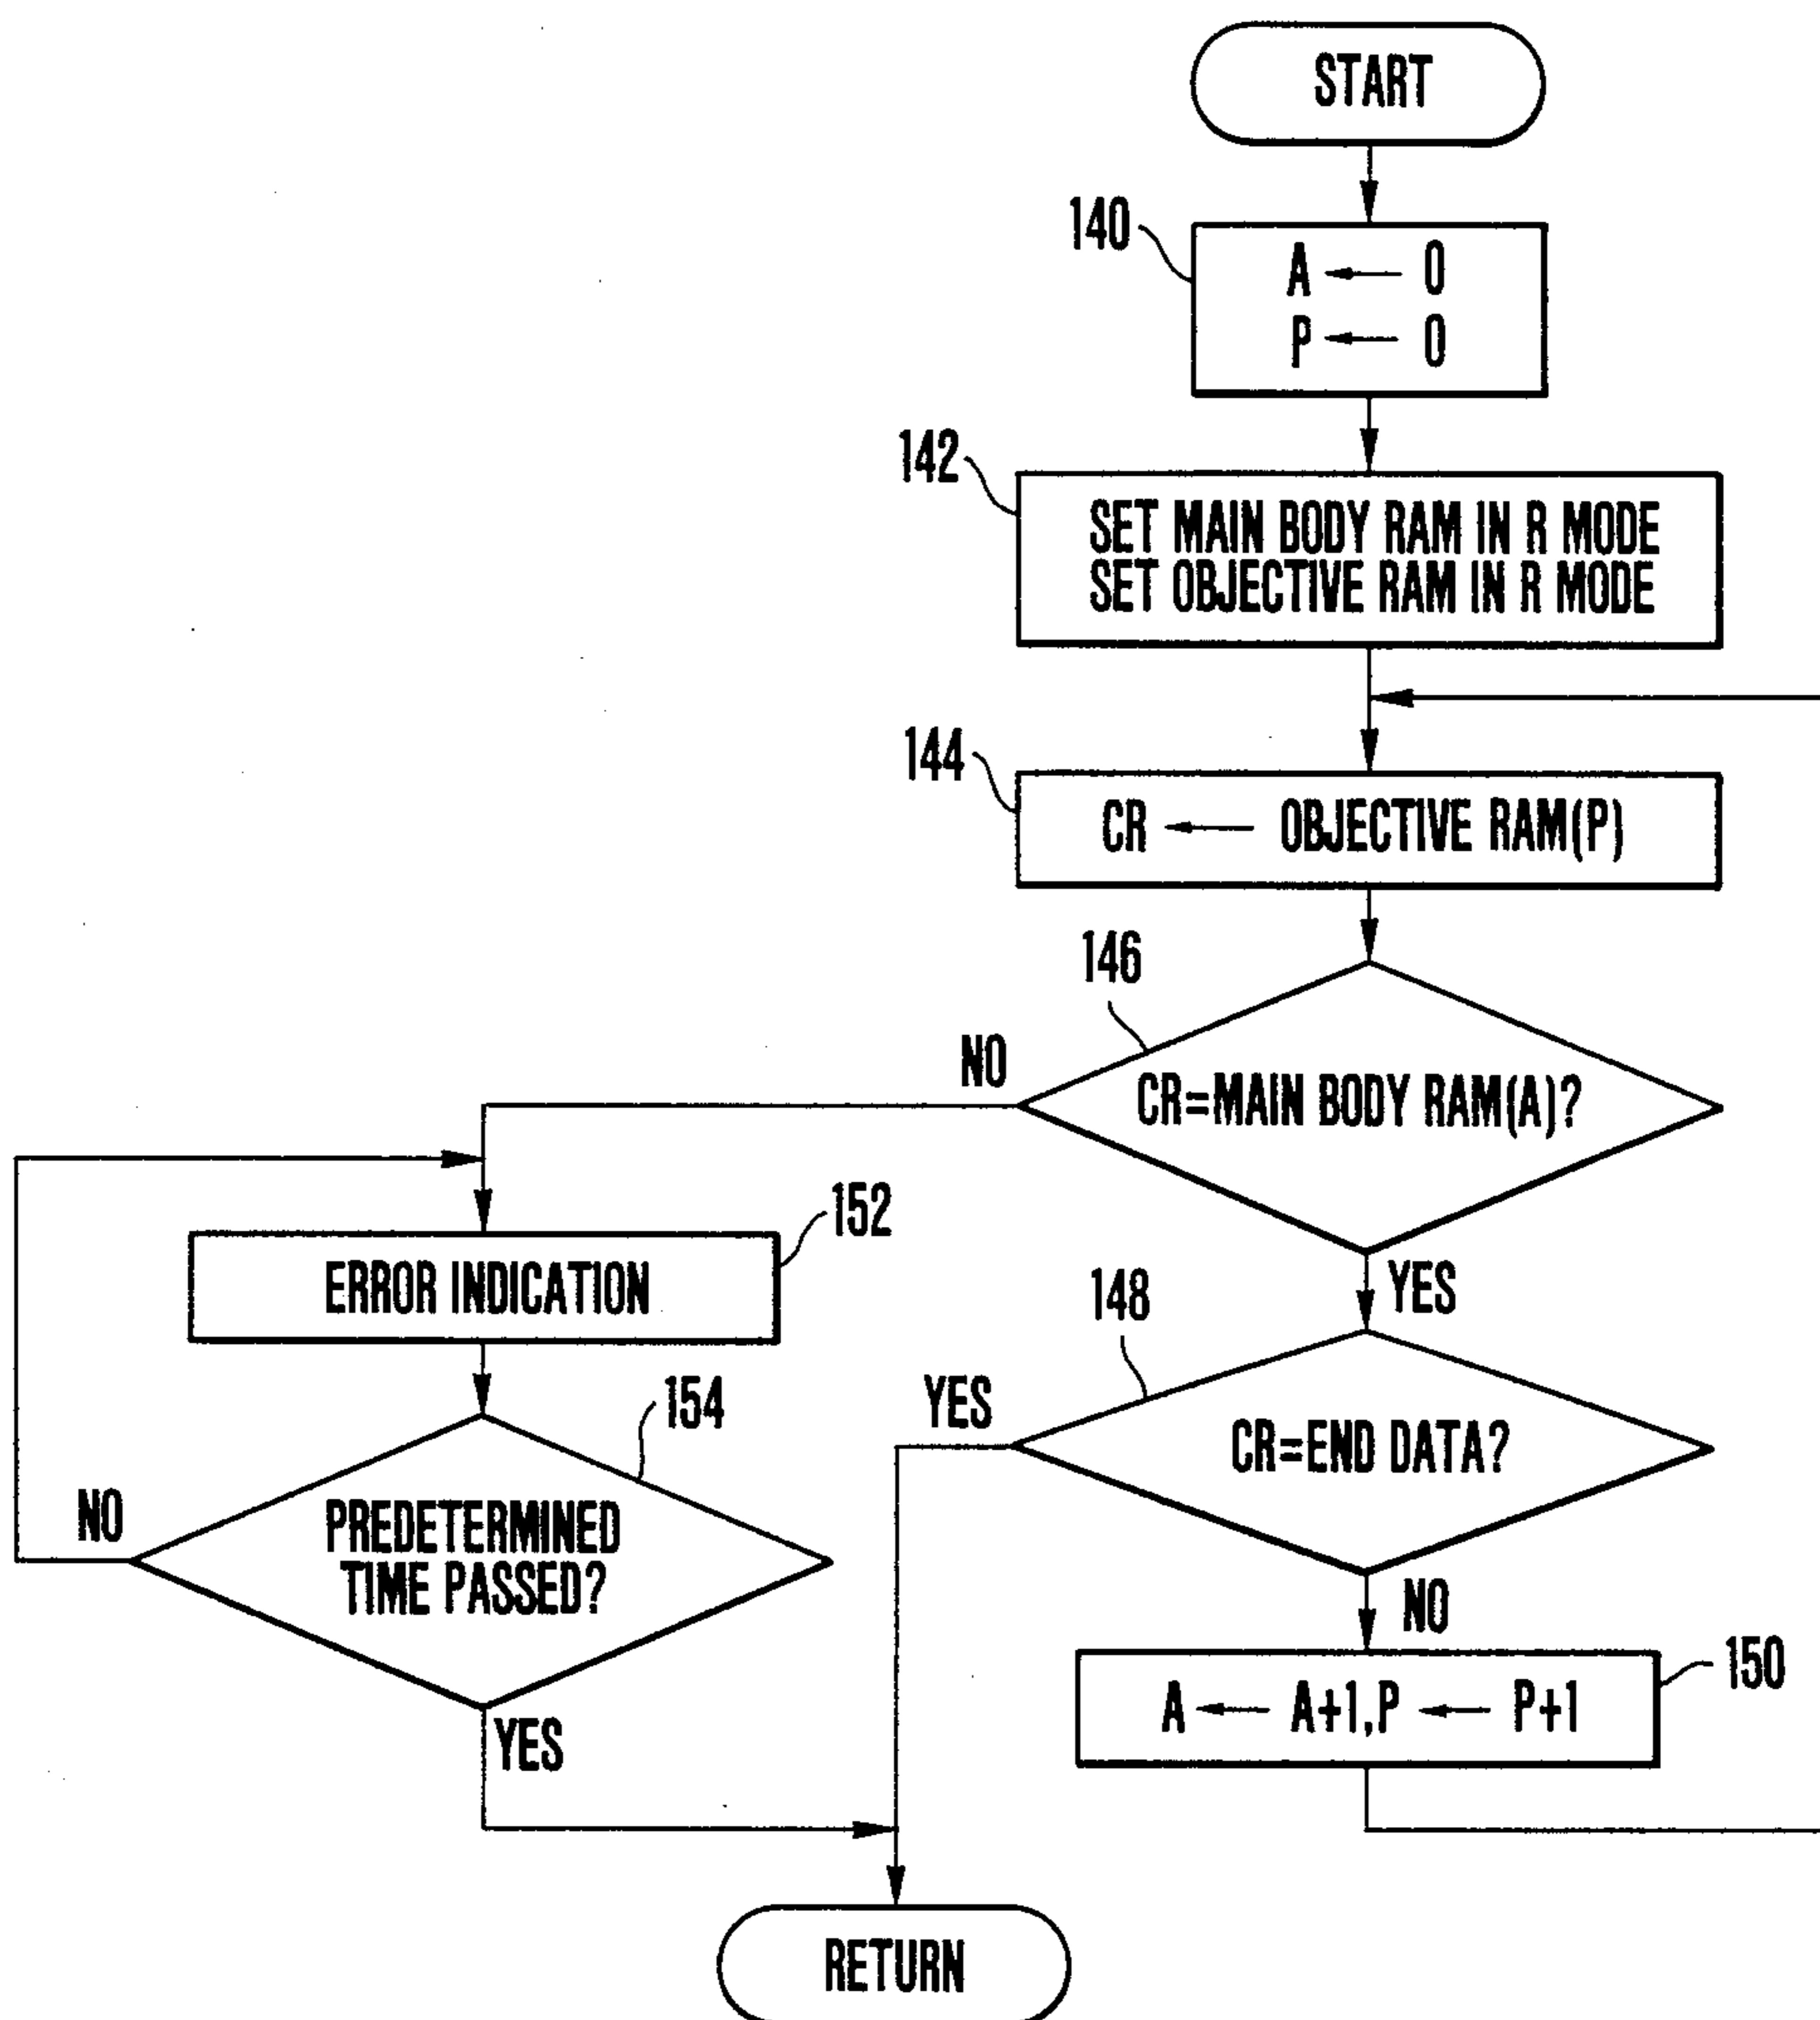 START
140
A ← 0
P ← 0
142
SET MAIN BODY RAM IN R MODE
SET OBJECTIVE RAM IN R MODE
144
CR ← OBJECTIVE RAM(P)
146
NO
CR=MAIN BODY RAM(A)?
YES
152
ERROR INDICATION
148
YES
CR=END DATA?
NO
154
NO
PREDETERMINED
TIME PASSED?
YES
150
A ← A+1,P ← P+1
RETURN